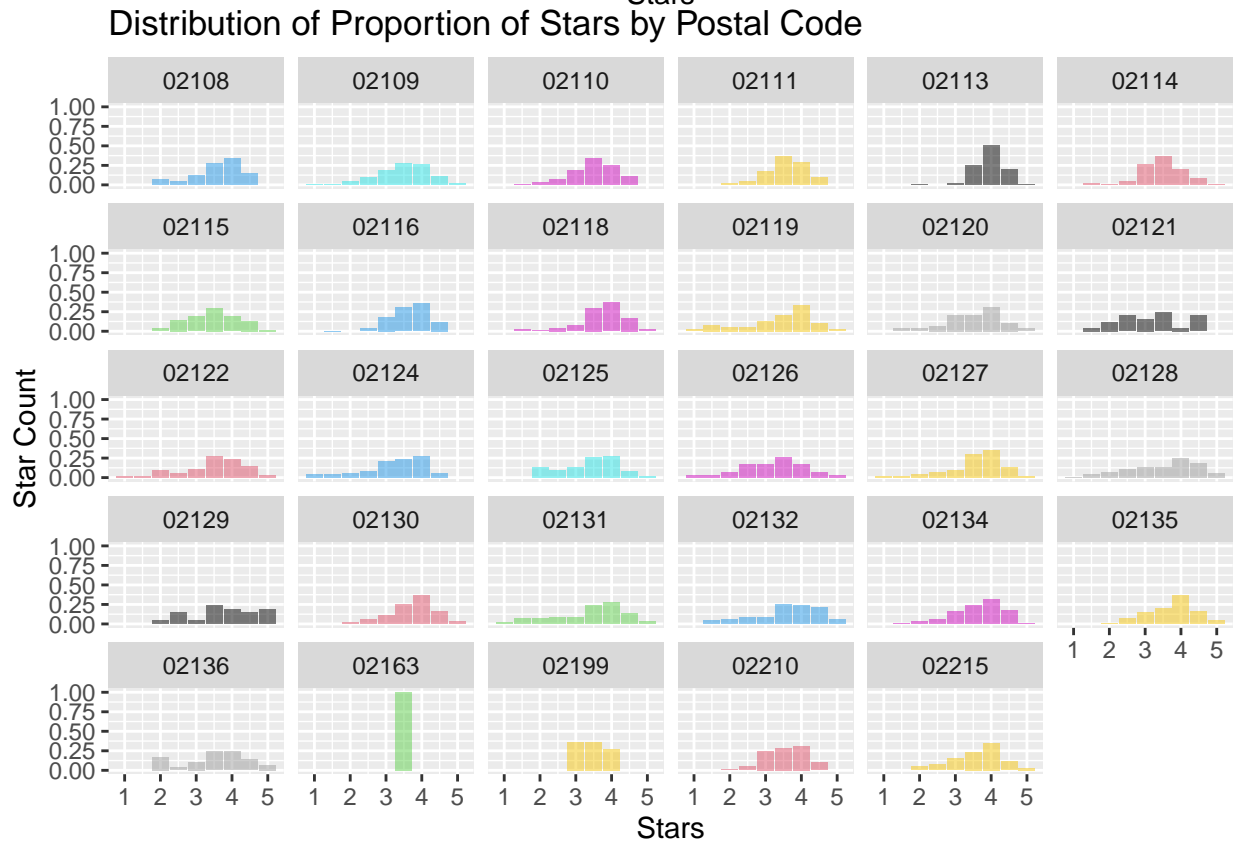 Stars
Distribution of Proportion of Stars by Postal Code
02108 02109 02110 02111 02113 02114
1.00
0.75
0.50
0.25
0.00
02115 02116 02118 02119 02120 02121
1.00
0.75
0.50
0.25
0.00
02122 02124 02125 02126 02127 02128
1.00
0.75
0.50
0.25
0.00
Star Count
02129 02130 02131 02132 02134 02135
1.00
0.75
0.50
0.25
0.00
1 2 3 4 5
02136 02163 02199 02210 02215
1.00
0.75
0.50
0.25
0.00
1 2 3 4 5 1 2 3 4 5 1 2 3 4 5 1 2 3 4 5 1 2 3 4 5
Stars